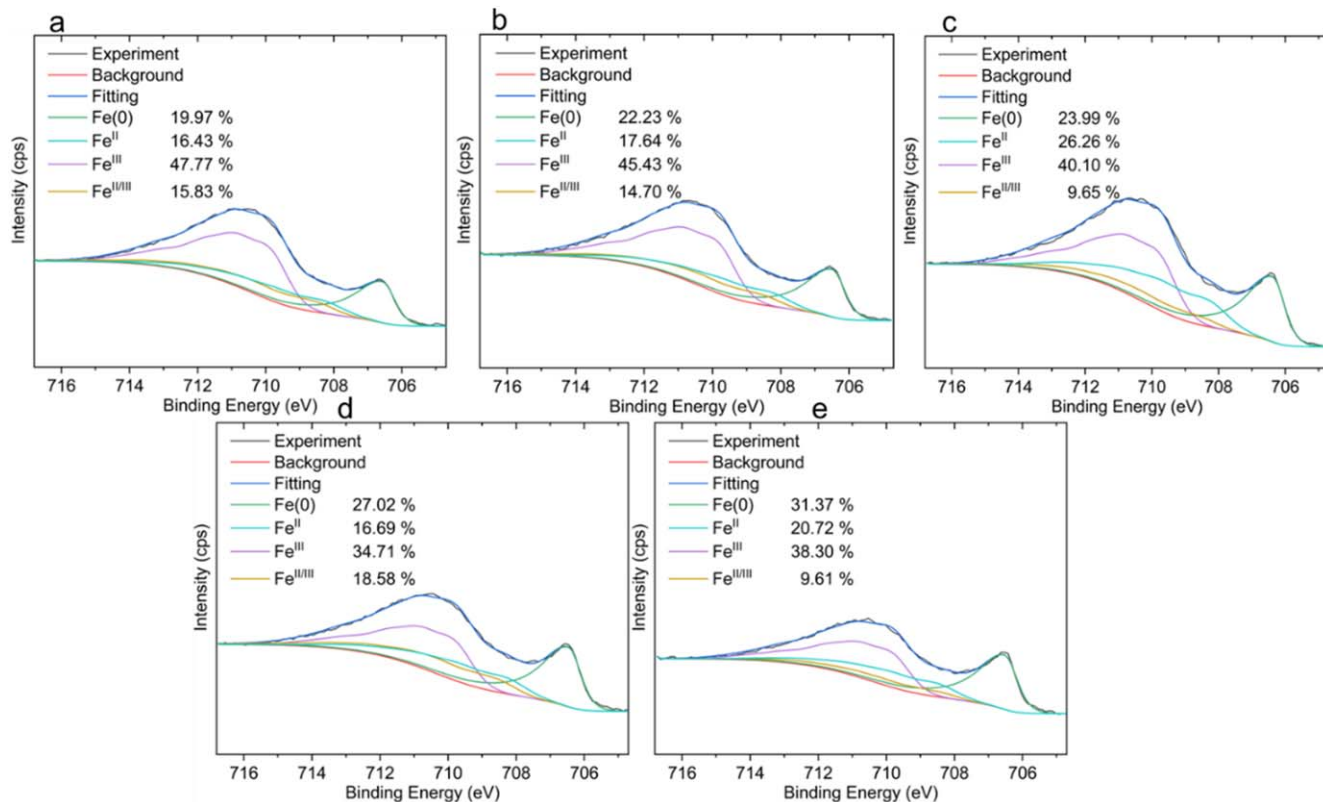 a
Experiment
Background
Fitting
Fe(0) 19.97 %
Fe^II 16.43 %
Fe^III 47.77 %
Fe^II/III 15.83 %
Intensity (cps)
716 714 712 710 708 706
Binding Energy (eV)
b
Experiment
Background
Fitting
Fe(0) 22.23 %
Fe^II 17.64 %
Fe^III 45.43 %
Fe^II/III 14.70 %
Intensity (cps)
716 714 712 710 708 706
Binding Energy (eV)
c
Experiment
Background
Fitting
Fe(0) 23.99 %
Fe^II 26.26 %
Fe^III 40.10 %
Fe^II/III 9.65 %
Intensity (cps)
716 714 712 710 708 706
Binding Energy (eV)
d
Experiment
Background
Fitting
Fe(0) 27.02 %
Fe^II 16.69 %
Fe^III 34.71 %
Fe^II/III 18.58 %
Intensity (cps)
716 714 712 710 708 706
Binding Energy (eV)
e
Experiment
Background
Fitting
Fe(0) 31.37 %
Fe^II 20.72 %
Fe^III 38.30 %
Fe^II/III 9.61 %
Intensity (cps)
716 714 712 710 708 706
Binding Energy (eV)